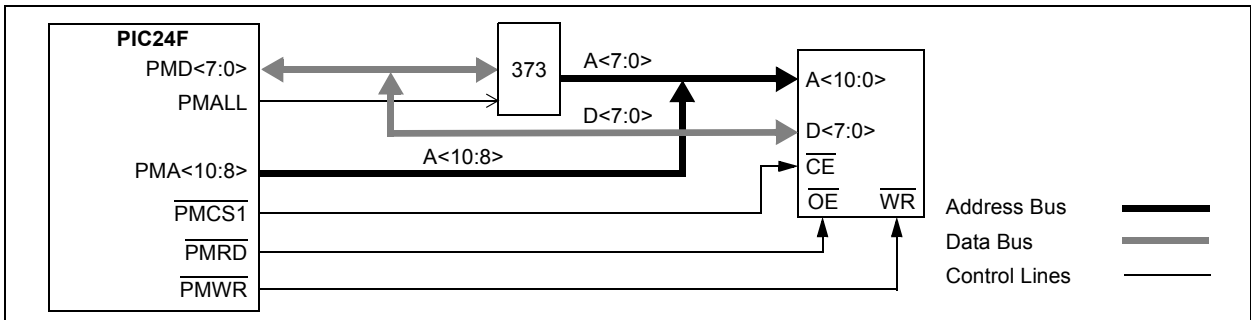 PIC24F
PMD<7:0>
373
A<7:0>
A<10:0>
PMALL
D<7:0>
D<7:0>
A<10:8>
PMA<10:8>
CE
PMCS1
OE WR
Address Bus
PMRD
Data Bus
PMWR
Control Lines